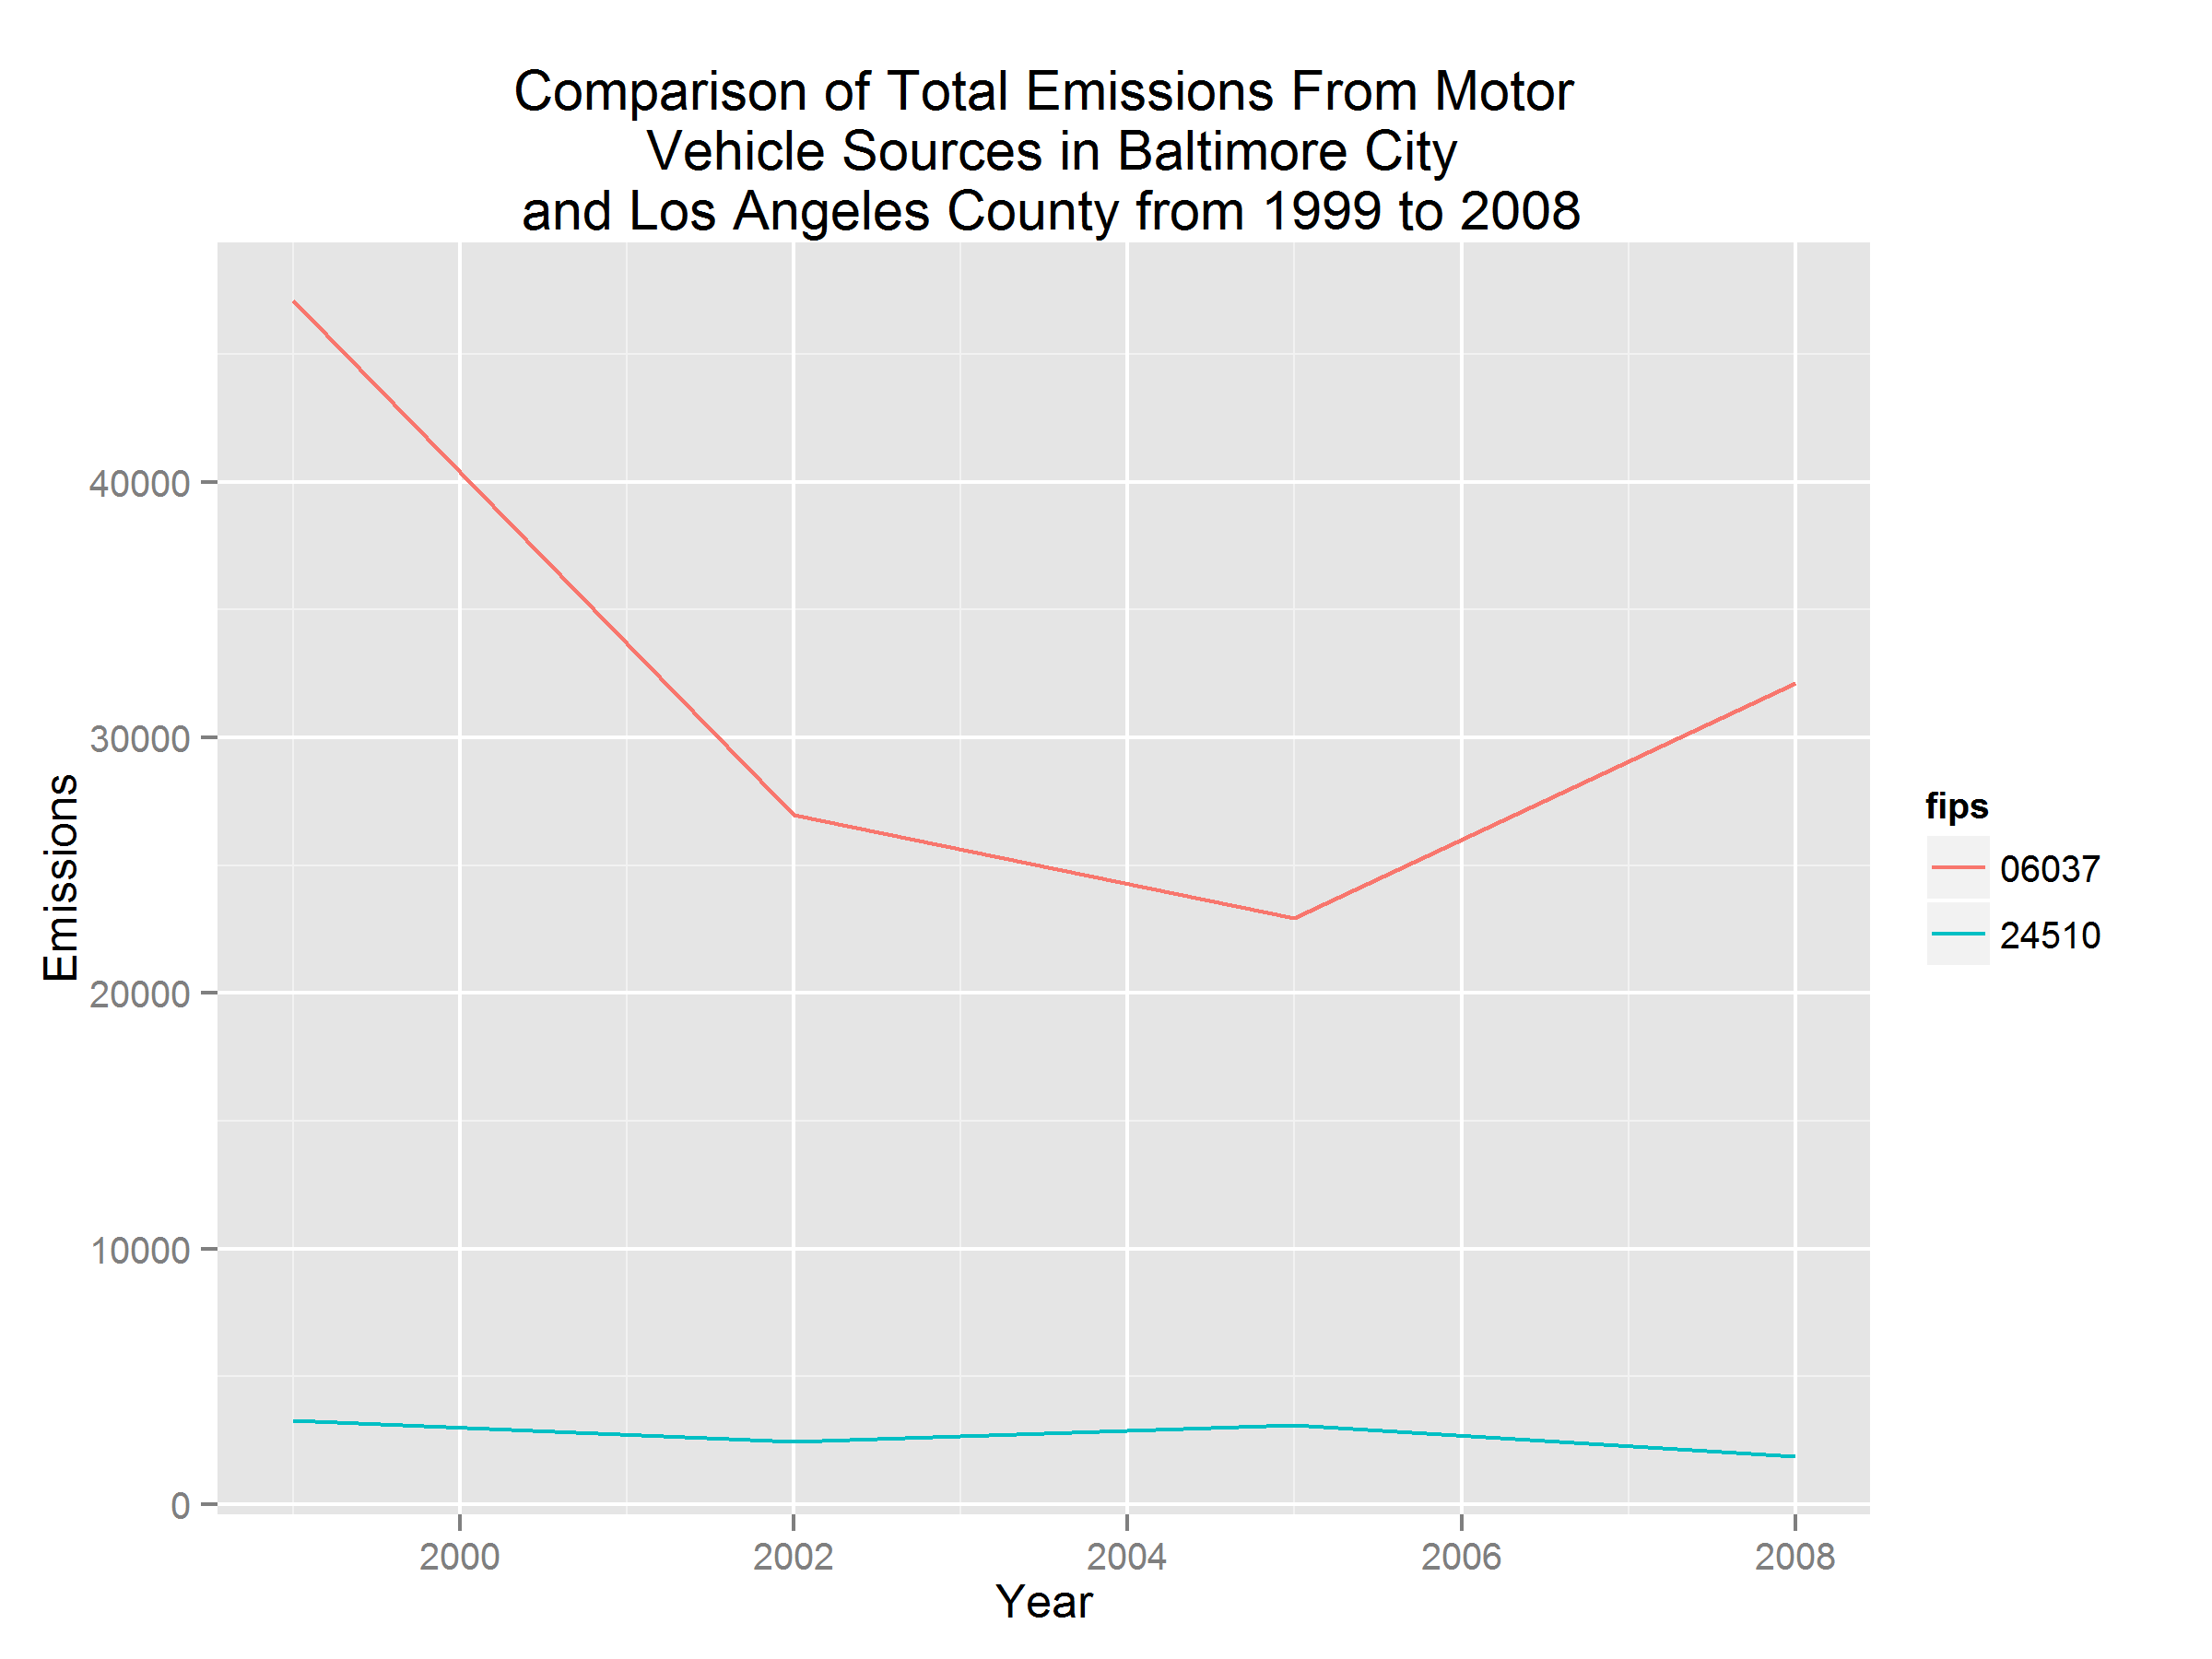 Comparison of Total Emissions From Motor
Vehicle Sources in Baltimore City
and Los Angeles County from 1999 to 2008
Emissions
40000
30000
20000
10000
0
2000
2002
2004
2006
2008
Year
fips
06037
24510